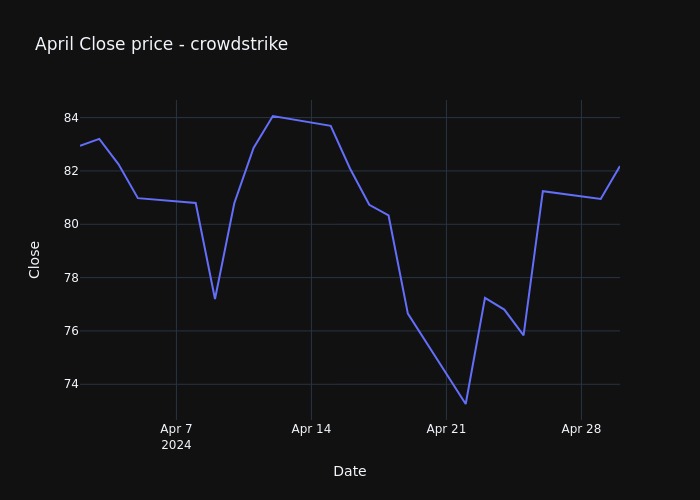 April Close price - crowdstrike
84
82
80
78
76
74
Close
Apr 7
2024
Apr 14
Apr 21
Apr 28
Date